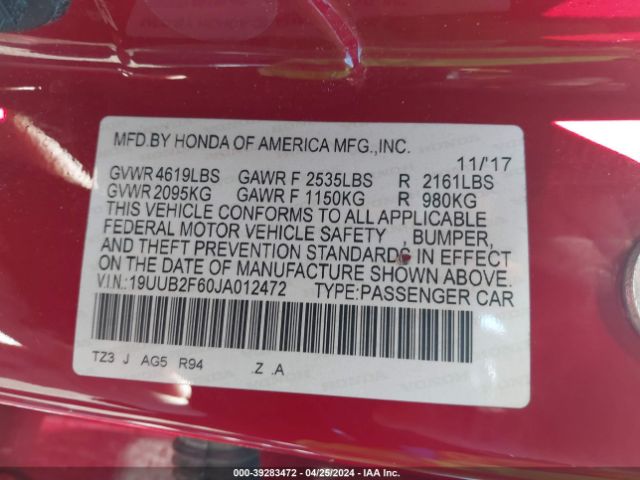 MFD.BY HONDA OF AMERICA MFG.,INC.
11/'17
GVWR 4619LBS GAWR F 2535LBS R 2161LBS
GVWR 2095KG GAWR F 1150KG R 980KG
THIS VEHICLE CONFORMS TO ALL APPLICABLE
FEDERAL MOTOR VEHICLE SAFETY , BUMPER,
AND THEFT PREVENTION STANDARDS IN EFFECT
ON THE DATE OF MANUFACTURE SHOWN ABOVE.
V.I.N.: 19UUB2F60JA012472 TYPE:PASSENGER CAR
TZ3 J AG5 R94 .Z .A
000-39283472 - 04/25/2024 - IAA Inc.